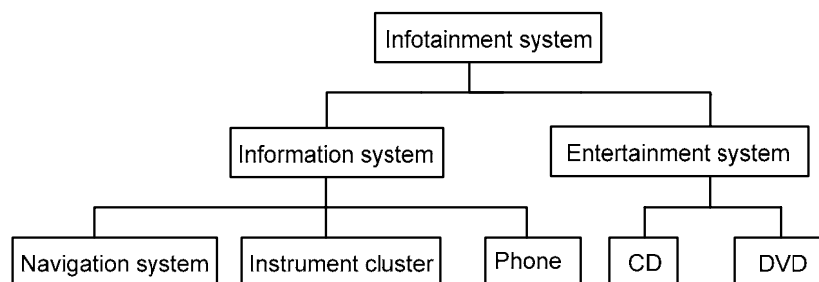 Infotainment system
Information system
Entertainment system
Navigation system
Instrument cluster
Phone
CD
DVD